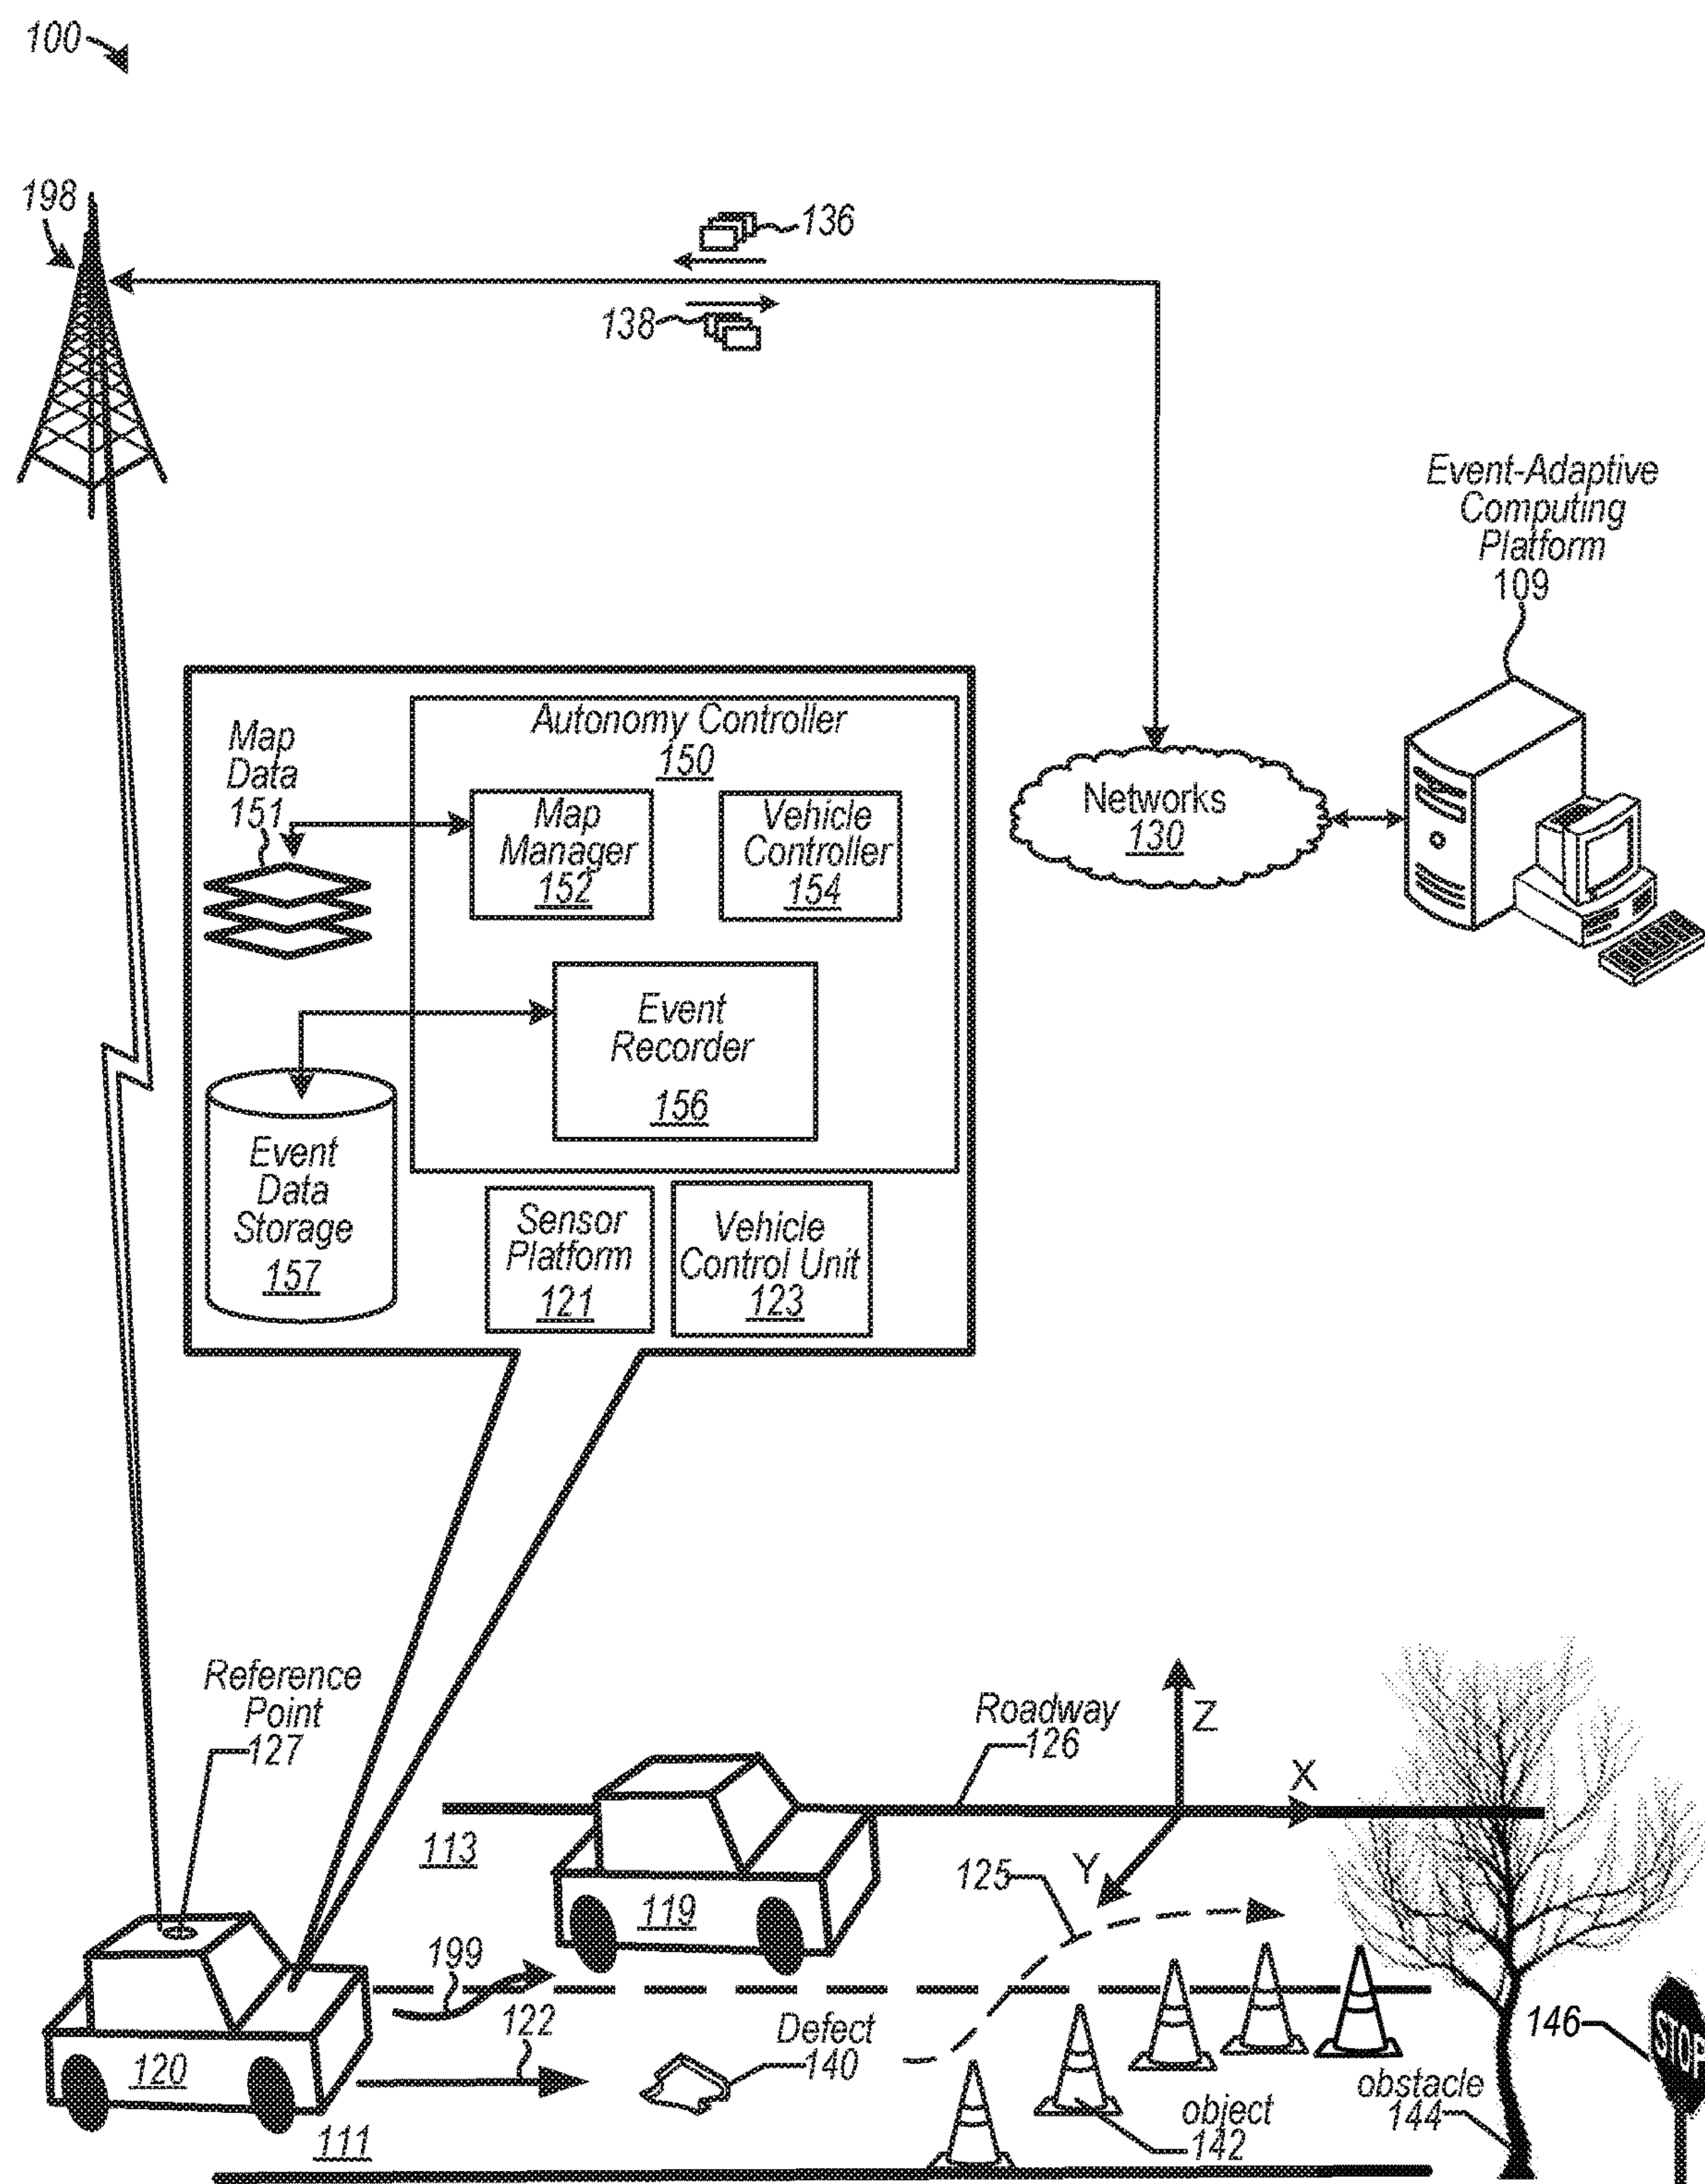 100
198
136
138
Event-Adaptive
Computing
Platform
109
Map
Data
151
Autonomy Controller
150
Map
Manager
152
Vehicle
Controller
154
Networks
130
Event
Recorder
156
Event
Data
Storage
157
Sensor
Platform
121
Vehicle
Control Unit
123
Reference
Point
127
Roadway
126
Z
X
Y
113
125
119
199
122
Defect
140
120
111
object
142
obstacle
144
146
STOP